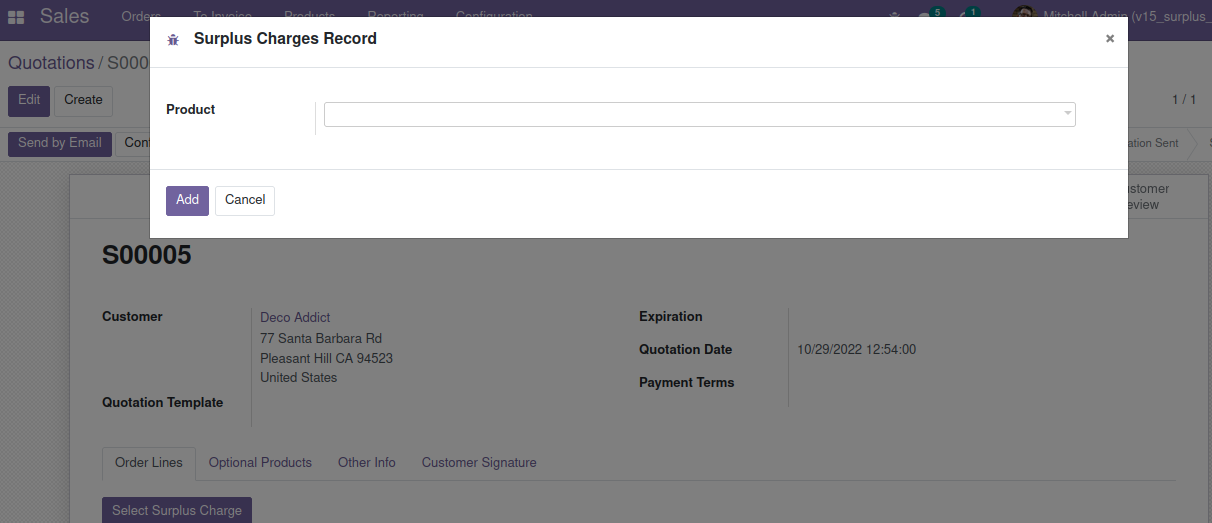 Sales Orders To Invoice Products Reporting Configuration 5 1 Mitchell Admin (v15_surplus_
Surplus Charges Record ×
Quotations / S000
Edit Create 1 / 1
Product
Send by Email Conf ation Sent
Add Cancel
ustomer
eview
S00005
Customer Deco Addict
77 Santa Barbara Rd
Pleasant Hill CA 94523
United States
Quotation Template
Expiration
Quotation Date 10/29/2022 12:54:00
Payment Terms
Order Lines Optional Products Other Info Customer Signature
Select Surplus Charge